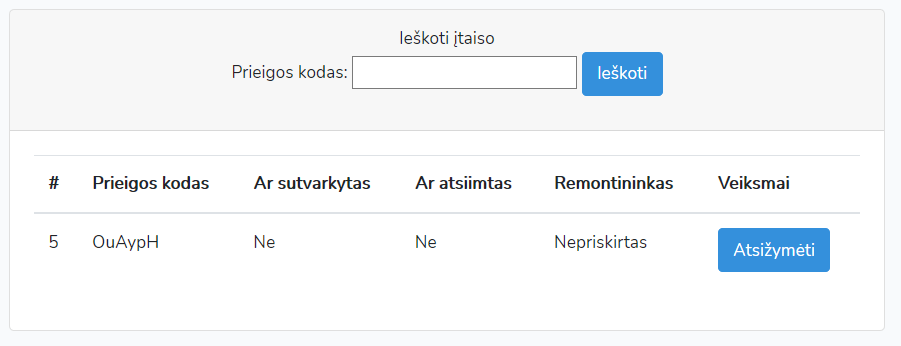 Ieškoti įtaiso
Prieigos kodas: Ieškoti
# Prieigos kodas Ar sutvarkytas Ar atsiimtas Remontininkas Veiksmai
5 OuAypH Ne Ne Nepriskirtas Atsižymėti